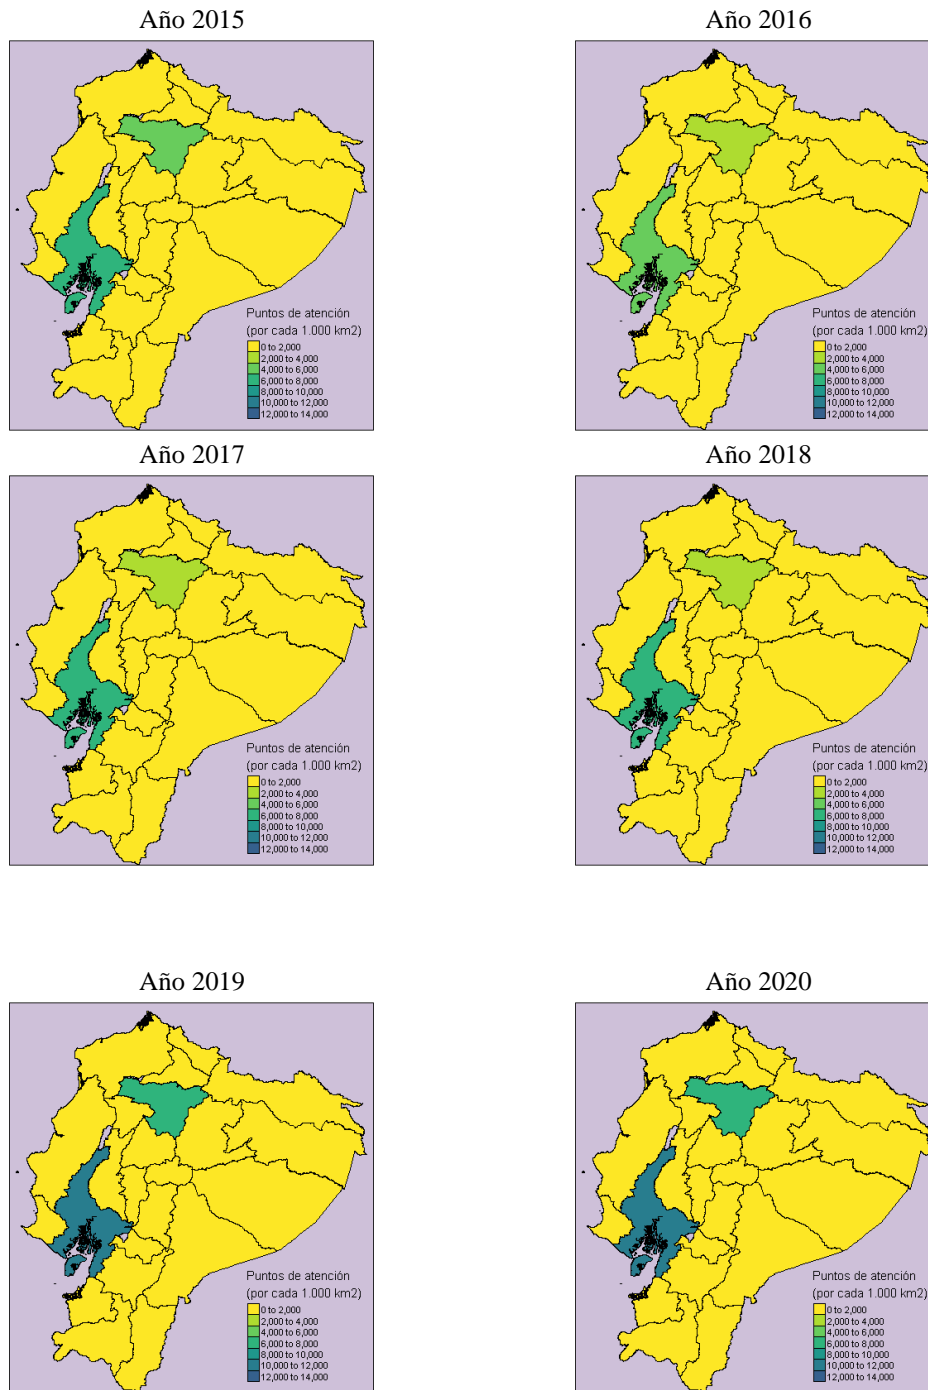 Año 2015
Puntos de atención
(por cada 1.000 km2)
0 to 2,000
2,000 to 4,000
4,000 to 6,000
6,000 to 8,000
8,000 to 10,000
10,000 to 12,000
12,000 to 14,000
Año 2016
Puntos de atención
(por cada 1.000 km2)
0 to 2,000
2,000 to 4,000
4,000 to 6,000
6,000 to 8,000
8,000 to 10,000
10,000 to 12,000
12,000 to 14,000
Año 2017
Puntos de atención
(por cada 1.000 km2)
0 to 2,000
2,000 to 4,000
4,000 to 6,000
6,000 to 8,000
8,000 to 10,000
10,000 to 12,000
12,000 to 14,000
Año 2018
Puntos de atención
(por cada 1.000 km2)
0 to 2,000
2,000 to 4,000
4,000 to 6,000
6,000 to 8,000
8,000 to 10,000
10,000 to 12,000
12,000 to 14,000
Año 2019
Puntos de atención
(por cada 1.000 km2)
0 to 2,000
2,000 to 4,000
4,000 to 6,000
6,000 to 8,000
8,000 to 10,000
10,000 to 12,000
12,000 to 14,000
Año 2020
Puntos de atención
(por cada 1.000 km2)
0 to 2,000
2,000 to 4,000
4,000 to 6,000
6,000 to 8,000
8,000 to 10,000
10,000 to 12,000
12,000 to 14,000